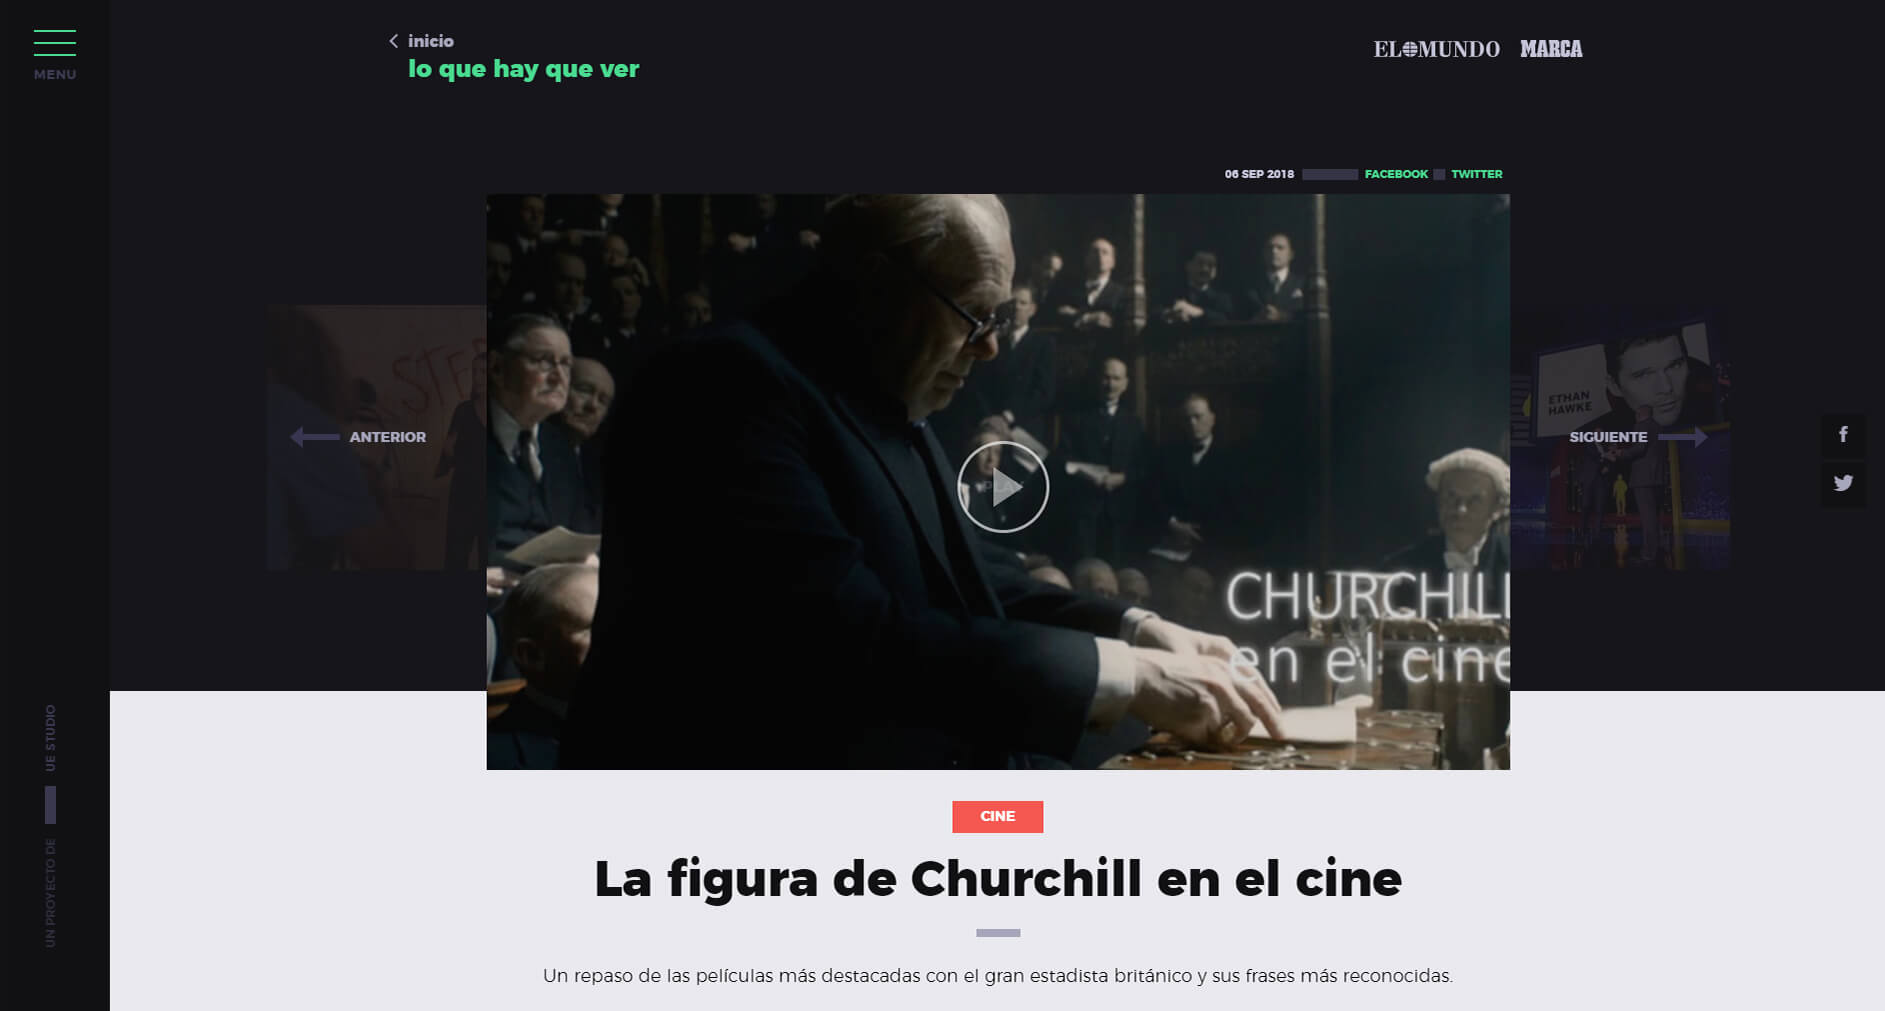 MENU
inicio
lo que hay que ver
EL MUNDO MARCA
06 SEP 2018 FACEBOOK TWITTER
STE
ANTERIOR
PLAY
CHURCHILL
en el cine
ETHAN
HAWKE
SIGUIENTE
UN PROYECTO DE UE STUDIO
CINE
La figura de Churchill en el cine
Un repaso de las películas más destacadas con el gran estadista británico y sus frases más reconocidas.